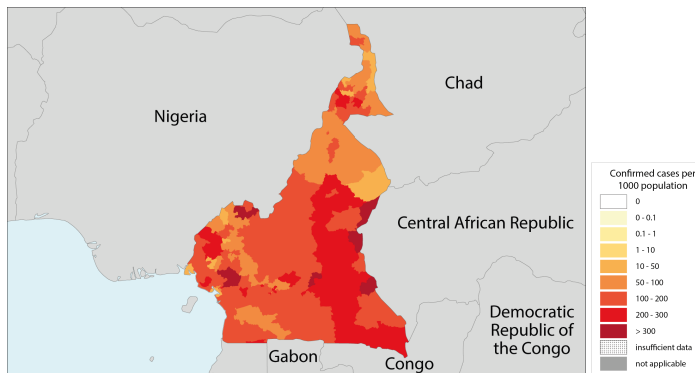 Nigeria
Chad
Central African Republic
Democratic
Republic of
the Congo
Gabon
Congo
Confirmed cases per
1000 population
0
0 - 0.1
0.1 - 1
1 - 10
10 - 50
50 - 100
100 - 200
200 - 300
> 300
insufficient data
not applicable